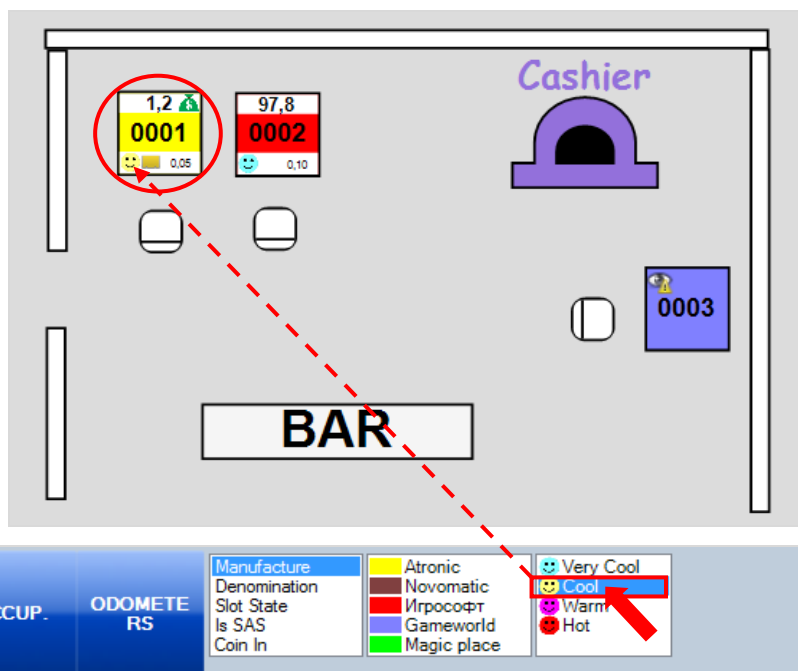 Cashier
1,2
0001
0,05
97,8
0002
0,10
0003
BAR
CCUP.
ODOMETE
RS
Manufacture
Denomination
Slot State
Is SAS
Coin In
Atronic
Novomatic
Игрософт
Gameworld
Magic place
Very Cool
Cool
Warm
Hot